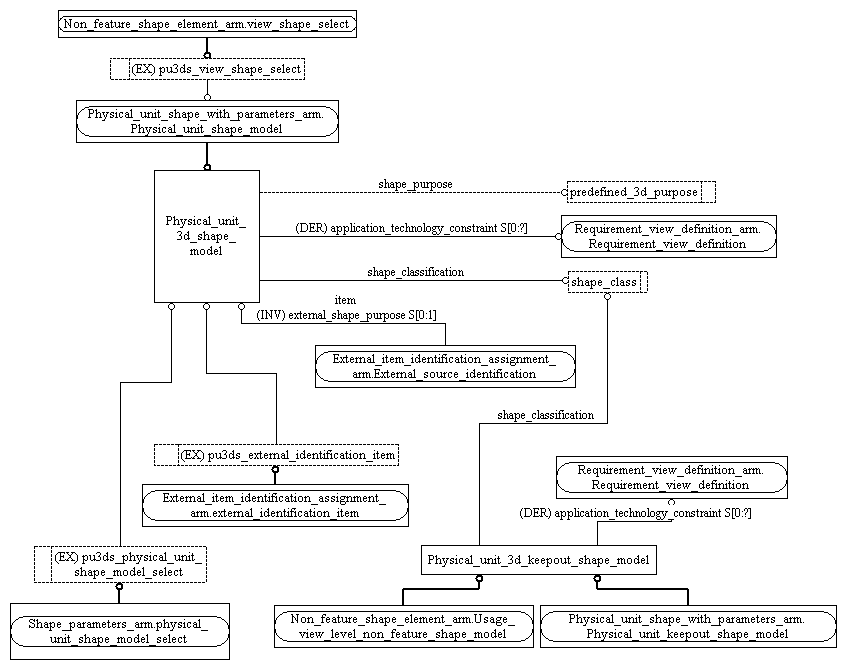 Non_feature_shape_element_arm.view_shape_select
(EX) pu3ds_view_shape_select
Physical_unit_shape_with_parameters_arm.
Physical_unit_shape_model
Physical_unit_
3d_shape_
model
shape_purpose
predefined_3d_purpose
(DER) application_technology_constraint S[0:?]
Requirement_view_definition_arm.
Requirement_view_definition
shape_classification
shape_class
item
(INV) external_shape_purpose S[0:1]
External_item_identification_assignment_
arm.External_source_identification
shape_classification
(EX) pu3ds_external_identification_item
External_item_identification_assignment_
arm.external_identification_item
Requirement_view_definition_arm.
Requirement_view_definition
(DER) application_technology_constraint S[0:?]
(EX) pu3ds_physical_unit_
shape_model_select
Physical_unit_3d_keepout_shape_model
Shape_parameters_arm.physical_
unit_shape_model_select
Non_feature_shape_element_arm.Usage_
view_level_non_feature_shape_model
Physical_unit_shape_with_parameters_arm.
Physical_unit_keepout_shape_model